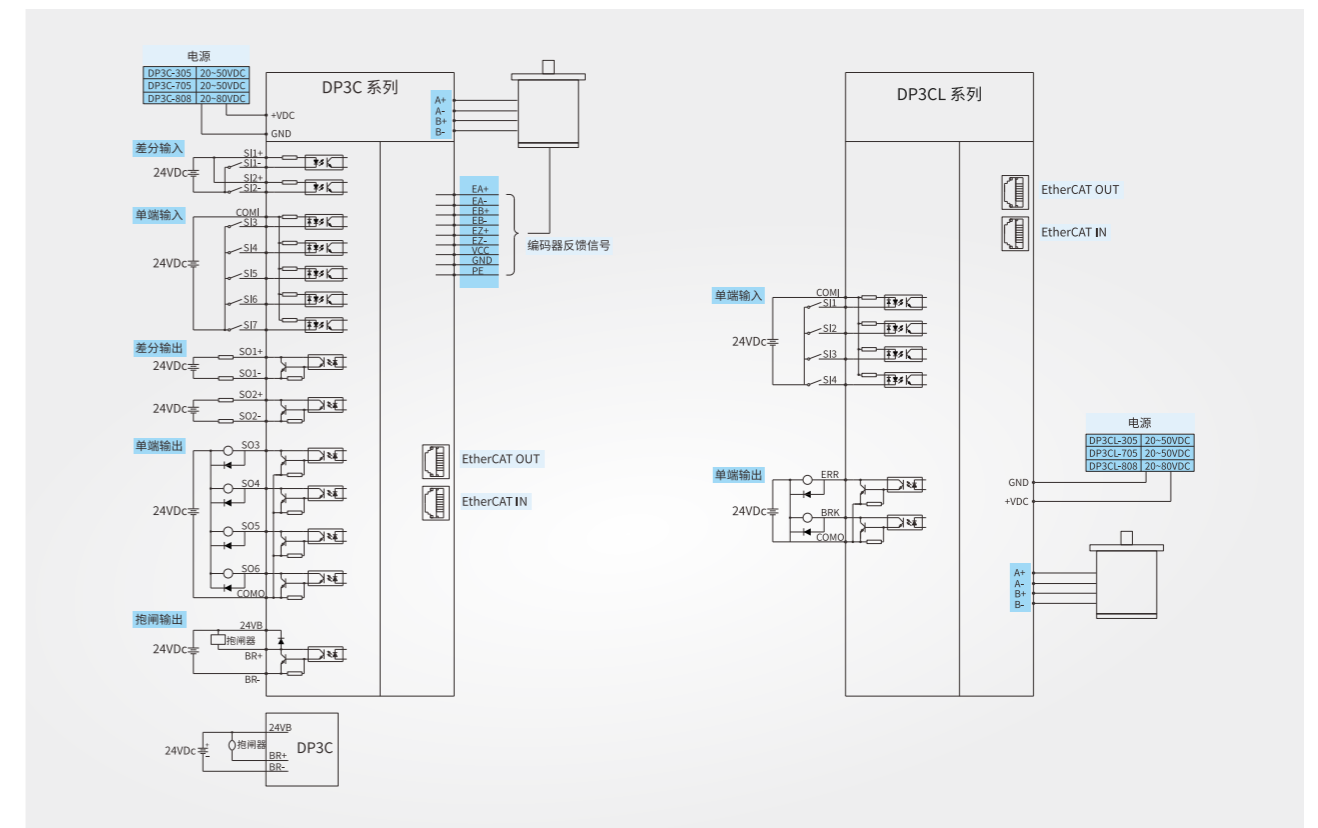 电源
DP3C-305 20~50VDC
DP3C-705 20~50VDC
DP3C-808 20~80VDC
+VDC
GND
DP3C 系列
A+
A-
B+
B-
差分输入
24VDc
SI1+
SI1-
SI2+
SI2-
单端输入
24VDc
COMI
SI3
SI4
SI5
SI6
SI7
EA+
EA-
EB+
EB-
EZ+
EZ-
VCC
GND
PE
编码器反馈信号
差分输出
24VDc
SO1+
SO1-
24VDc
SO2+
SO2-
单端输出
24VDc
SO3
SO4
SO5
SO6
COMO
EtherCAT OUT
EtherCAT IN
抱闸输出
24VDc
24VB
抱闸器
BR+
BR-
24VDc
+
-
抱闸器
24VB
BR+
BR-
DP3C
DP3CL 系列
EtherCAT OUT
EtherCAT IN
单端输入
24VDc
COMI
SI1
SI2
SI3
SI4
电源
DP3CL-305 20~50VDC
DP3CL-705 20~50VDC
DP3CL-808 20~80VDC
GND
+VDC
单端输出
24VDc
ERR
BRK
COMO
A+
A-
B+
B-